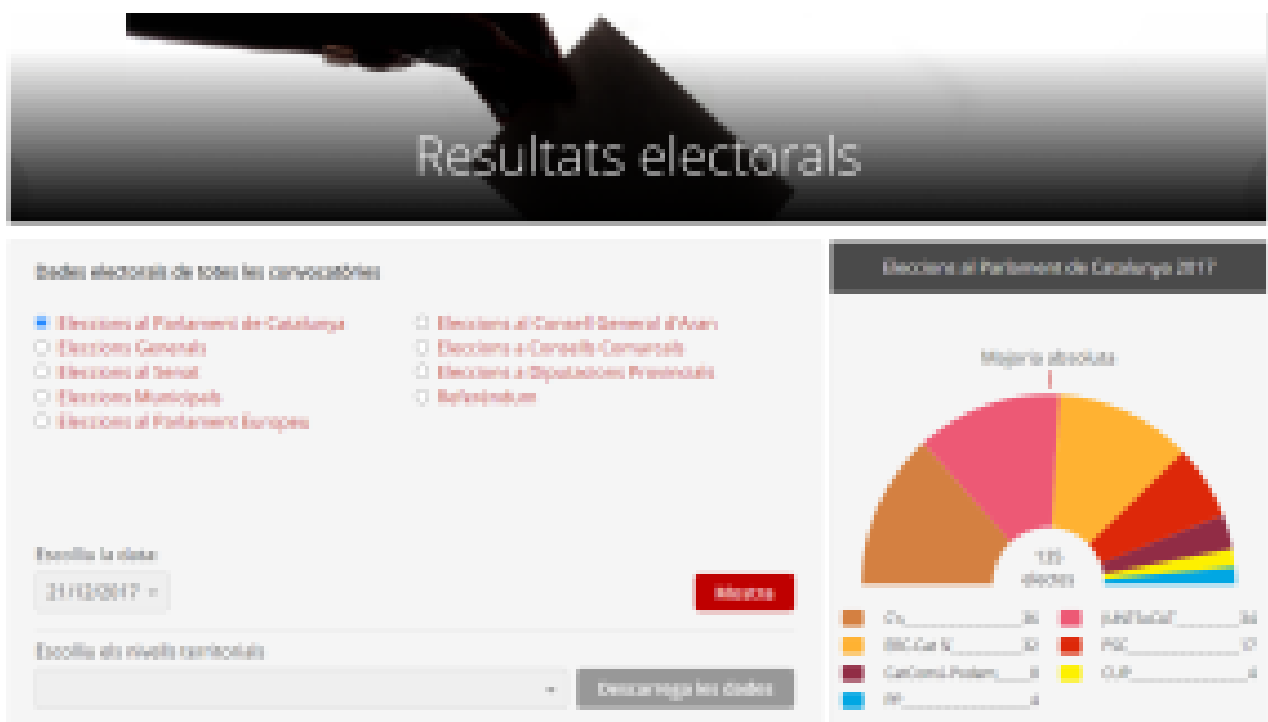 Resultats electorals
Dades electorals de totes les convocatòries
Eleccions al Parlament de Catalunya
Eleccions Generals
Eleccions al Senat
Eleccions Municipals
Eleccions al Parlament Europeu
Eleccions al Consell General d'Aran
Eleccions a Consells Comarcals
Eleccions a Diputacions Provincials
Referèndum
Escolliu la data:
21/12/2017
Mostra
Escolliu els nivells territorials
Descarrega les dades
Eleccions al Parlament de Catalunya 2017
Majoria absoluta
135
electes
Cs 36
JUNTSxCAT 34
ERC-Cat Sí 32
PSC 17
CatComú-Podem 8
CUP 4
PP 4